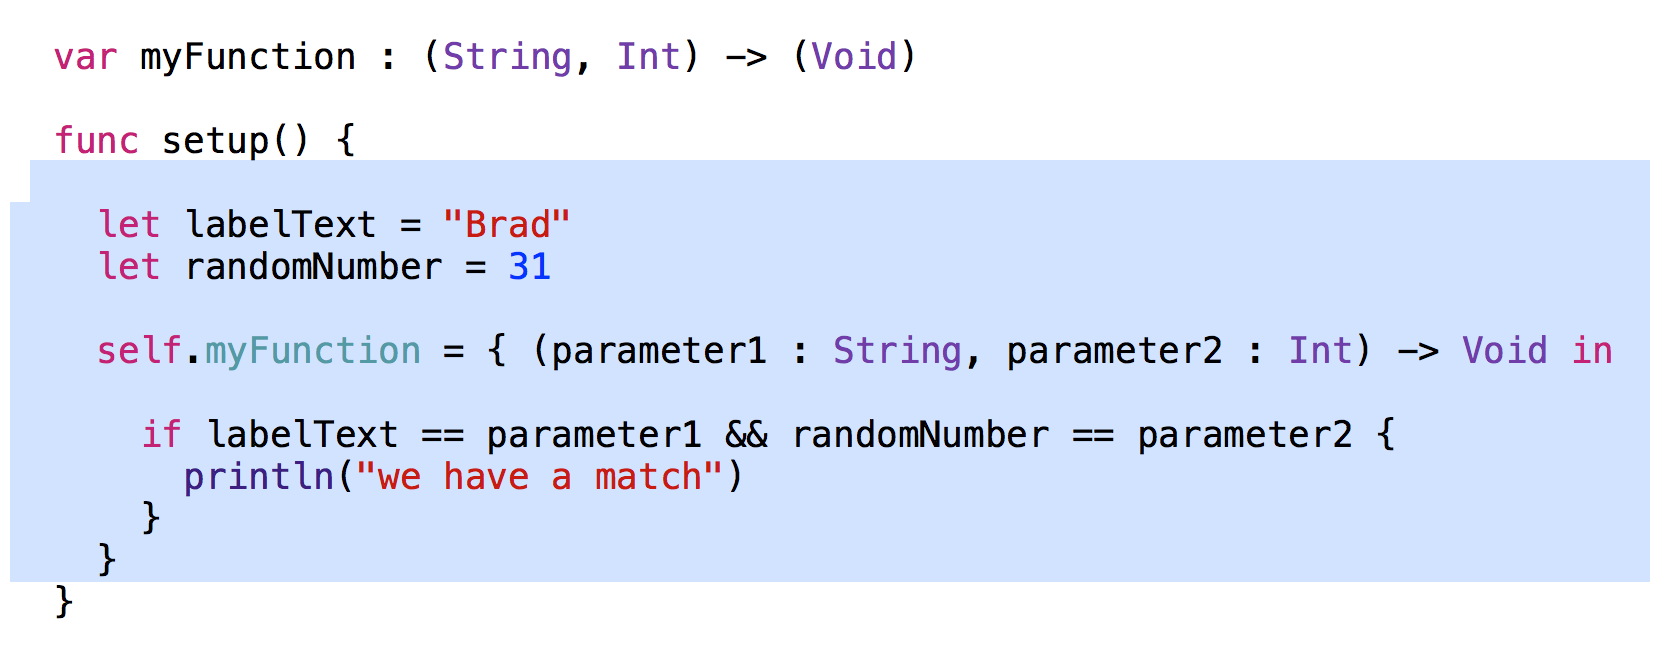 var myFunction : (String, Int) -> (Void)
func setup() {
let labelText = "Brad"
let randomNumber = 31
self.myFunction = { (parameter1 : String, parameter2 : Int) -> Void in
if labelText == parameter1 && randomNumber == parameter2 {
println("we have a match")
}
}
}